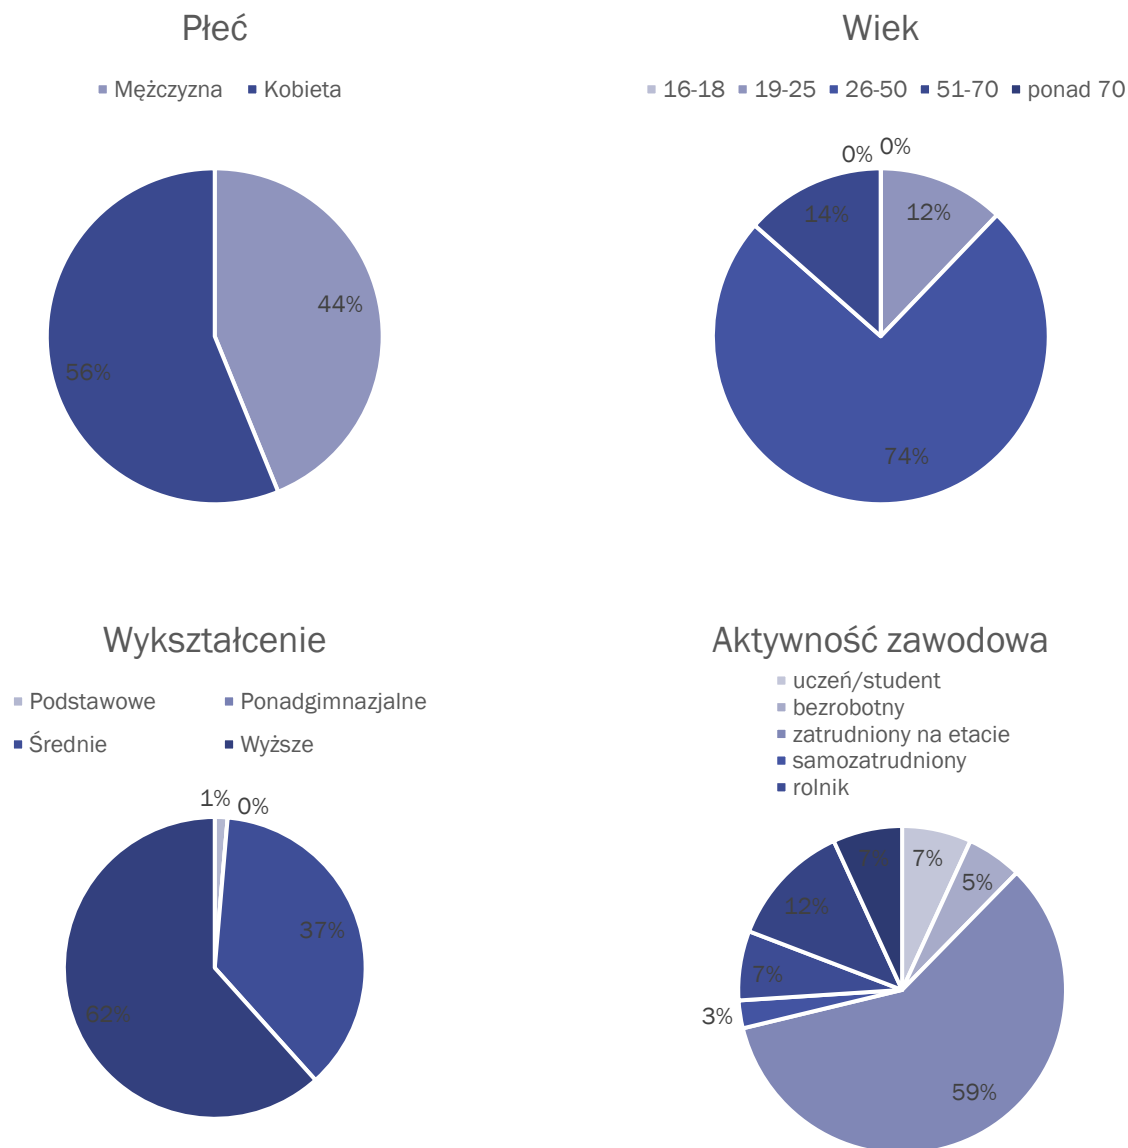 Płeć
Mężczyzna Kobieta
44%
56%
Wiek
16-18 19-25 26-50 51-70 ponad 70
0% 0%
14% 12%
74%
Wykształcenie
Podstawowe Ponadgimnazjalne
Średnie Wyższe
1% 0%
37%
62%
Aktywność zawodowa
uczeń/student
bezrobotny
zatrudniony na etacie
samozatrudniony
rolnik
7% 7%
5%
12%
7%
3%
59%